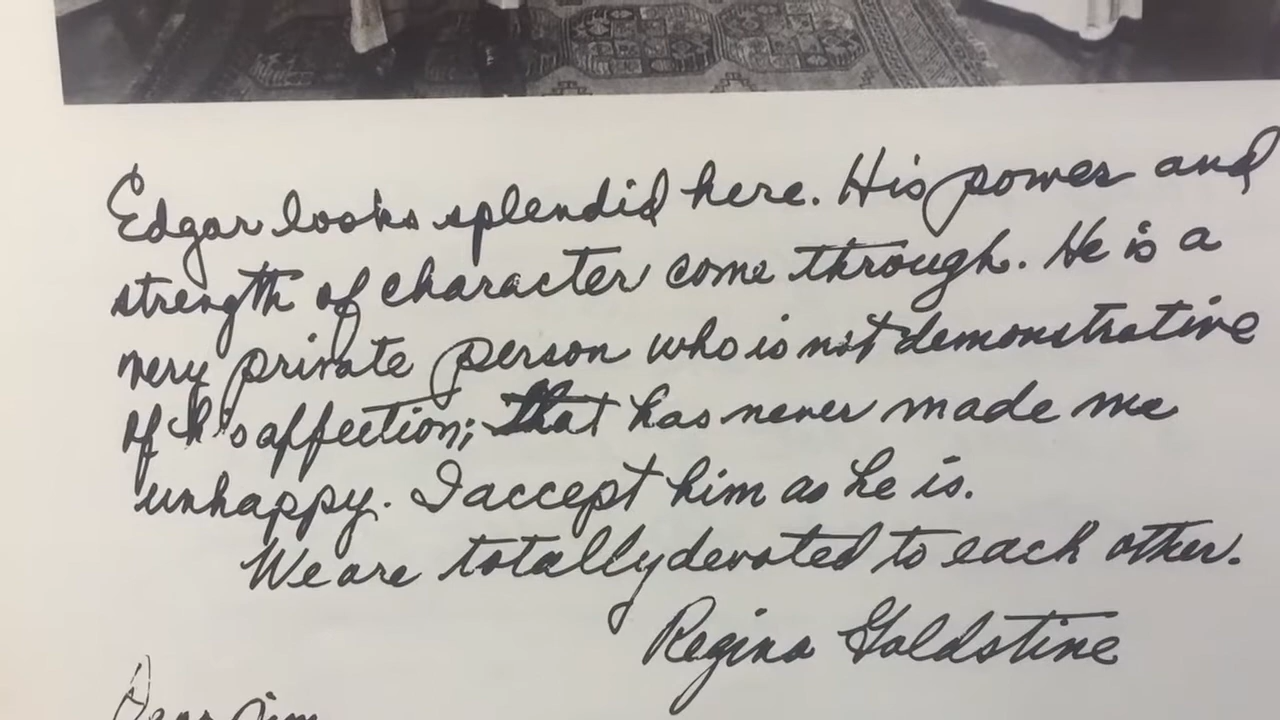 Edgar looks splendid here. His power and
strength of character come through. He is a
very private person who is not demonstrative
of his affection; that has never made me
unhappy. I accept him as he is.
We are totally devoted to each other.
Regina Goldstine
Dear Jim